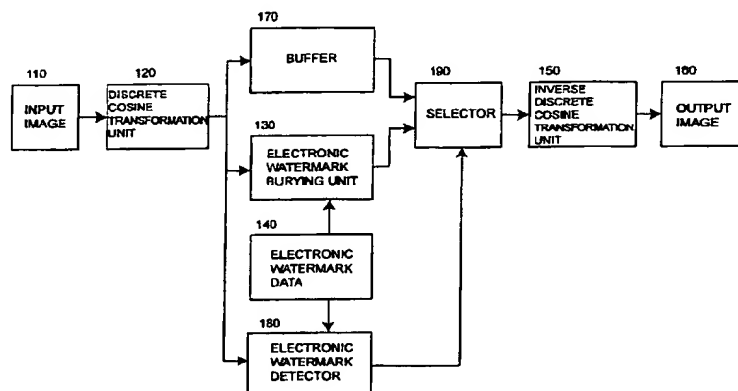 170
BUFFER
110
INPUT
IMAGE
120
DISCRETE
COSINE
TRANSFORMATION
UNIT
190
SELECTOR
150
INVERSE
DISCRETE
COSINE
TRANSFORMATION
UNIT
160
OUTPUT
IMAGE
130
ELECTRONIC
WATERMARK
BURYING UNIT
140
ELECTRONIC
WATERMARK
DATA
180
ELECTRONIC
WATERMARK
DETECTOR